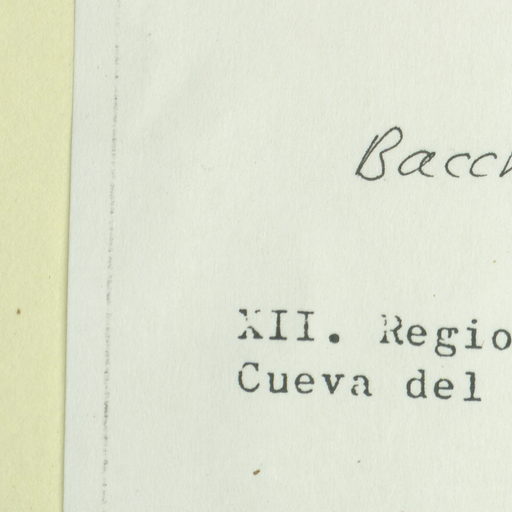 Bacch
XII. Regio
Cueva del